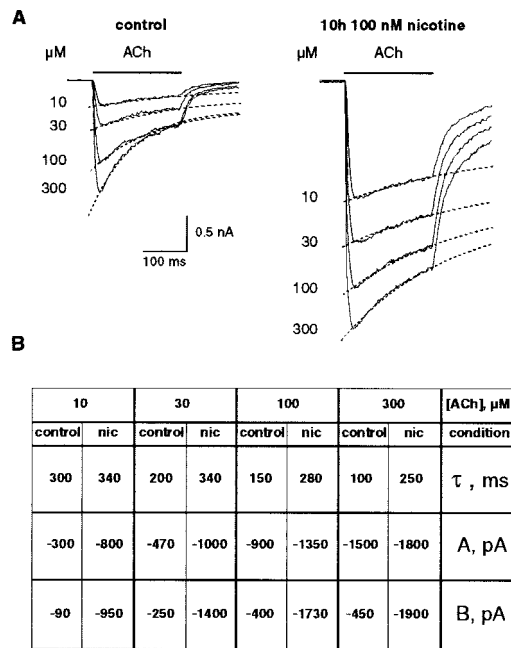 A
control
10h 100 nM nicotine
µM ACh
µM ACh
10
30
100
300
0.5 nA
100 ms
10
30
100
300
B
10 30 100 300 [ACh], µM
control nic control nic control nic control nic condition
300 340 200 340 150 280 100 250 τ , ms
-300 -800 -470 -1000 -900 -1350 -1500 -1800 A, pA
-90 -950 -250 -1400 -400 -1730 -450 -1900 B, pA